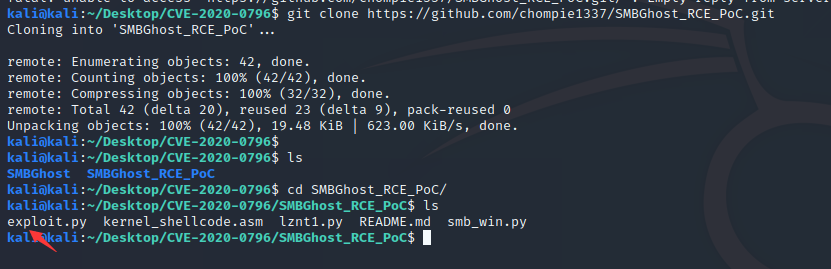 kali@kali:~/Desktop/CVE-2020-0796$ git clone https://github.com/chompie1337/SMBGhost_RCE_PoC.git
Cloning into 'SMBGhost_RCE_PoC'...
remote: Enumerating objects: 42, done.
remote: Counting objects: 100% (42/42), done.
remote: Compressing objects: 100% (32/32), done.
remote: Total 42 (delta 20), reused 23 (delta 9), pack-reused 0
Unpacking objects: 100% (42/42), 19.48 KiB | 623.00 KiB/s, done.
kali@kali:~/Desktop/CVE-2020-0796$
kali@kali:~/Desktop/CVE-2020-0796$ ls
SMBGhost  SMBGhost_RCE_PoC
kali@kali:~/Desktop/CVE-2020-0796$ cd SMBGhost_RCE_PoC/
kali@kali:~/Desktop/CVE-2020-0796/SMBGhost_RCE_PoC$ ls
exploit.py  kernel_shellcode.asm  lznt1.py  README.md  smb_win.py
kali@kali:~/Desktop/CVE-2020-0796/SMBGhost_RCE_PoC$